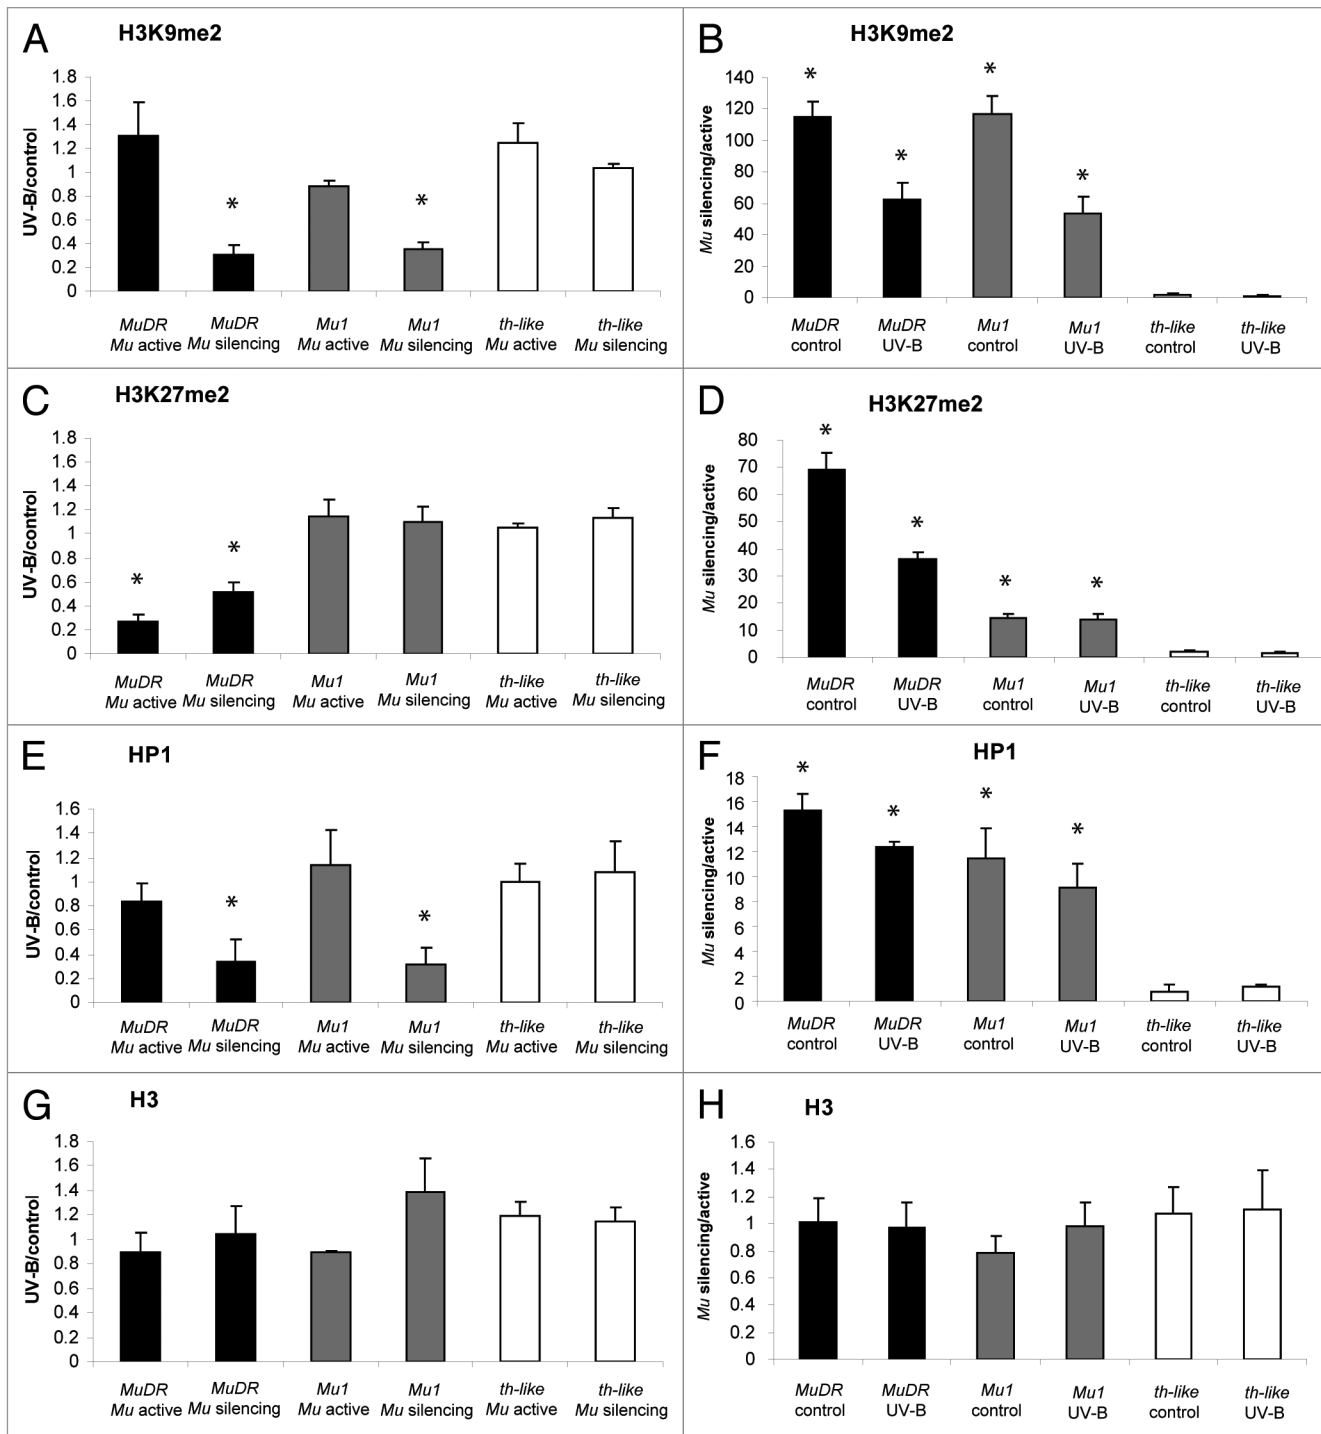 A
H3K9me2
UV-B/control
1.8
1.6
1.4
1.2
1
0.8
0.6
0.4
0.2
0
*
*
MuDR MuDR Mu1 Mu1 th-like th-like
Mu active Mu silencing Mu active Mu silencing Mu active Mu silencing
B
H3K9me2
Mu silencing/active
140
120
100
80
60
40
20
0
*
*
*
*
MuDR MuDR Mu1 Mu1 th-like th-like
control UV-B control UV-B control UV-B
C
H3K27me2
UV-B/control
1.8
1.6
1.4
1.2
1
0.8
0.6
0.4
0.2
0
*
*
MuDR MuDR Mu1 Mu1 th-like th-like
Mu active Mu silencing Mu active Mu silencing Mu active Mu silencing
D
H3K27me2
Mu silencing/active
80
70
60
50
40
30
20
10
0
*
*
*
*
MuDR MuDR Mu1 Mu1 th-like th-like
control UV-B control UV-B control UV-B
E
HP1
UV-B/control
1.6
1.4
1.2
1
0.8
0.6
0.4
0.2
0
*
*
MuDR MuDR Mu1 Mu1 th-like th-like
Mu active Mu silencing Mu active Mu silencing Mu active Mu silencing
F
HP1
Mu silencing/active
18
16
14
12
10
8
6
4
2
0
*
*
*
*
MuDR MuDR Mu1 Mu1 th-like th-like
control UV-B control UV-B control UV-B
G
H3
UV-B/control
1.8
1.6
1.4
1.2
1
0.8
0.6
0.4
0.2
0
MuDR MuDR Mu1 Mu1 th-like th-like
Mu active Mu silencing Mu active Mu silencing Mu active Mu silencing
H
H3
Mu silencing/active
1.6
1.4
1.2
1
0.8
0.6
0.4
0.2
0
MuDR MuDR Mu1 Mu1 th-like th-like
control UV-B control UV-B control UV-B